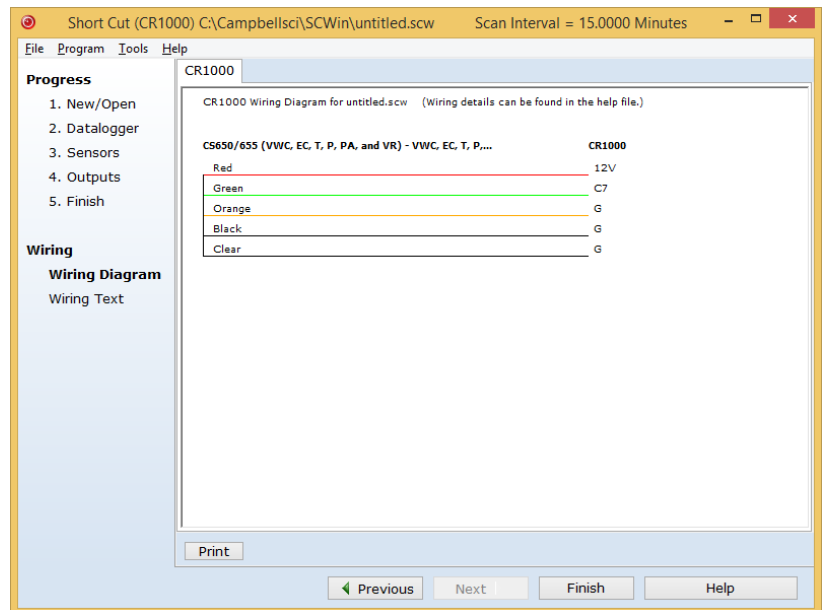 Short Cut (CR1000) C:\Campbellsci\SCWin\untitled.scw Scan Interval = 15.0000 Minutes
File Program Tools Help
Progress
1. New/Open
2. Datalogger
3. Sensors
4. Outputs
5. Finish
Wiring
Wiring Diagram
Wiring Text
CR1000
CR1000 Wiring Diagram for untitled.scw (Wiring details can be found in the help file.)
CS650/655 (VWC, EC, T, P, PA, and VR) - VWC, EC, T, P,... CR1000
Red 12V
Green C7
Orange G
Black G
Clear G
Print
Previous Next Finish Help